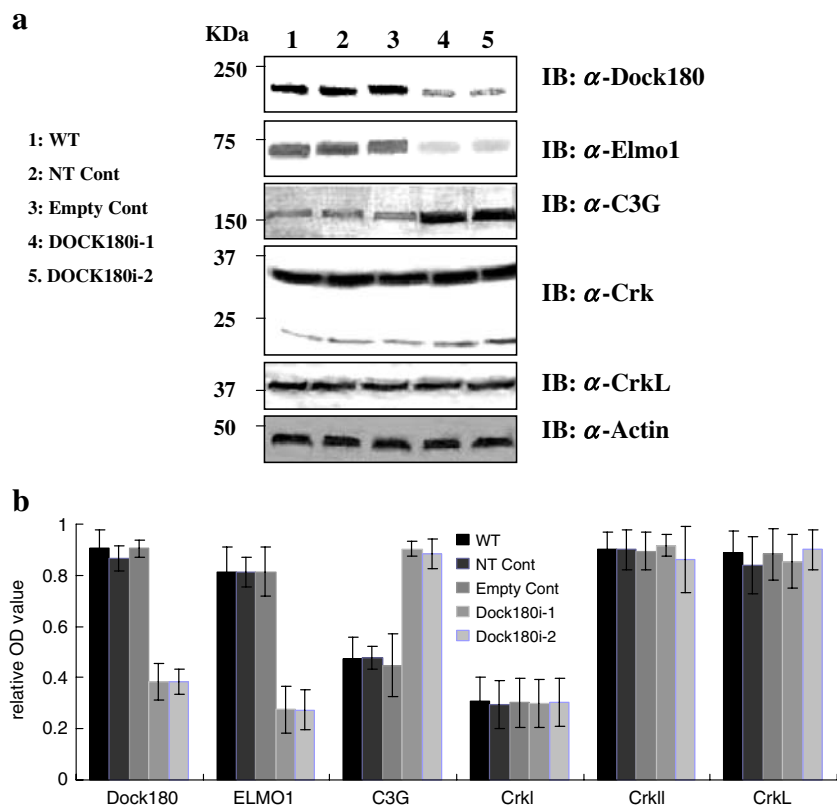 a
KDa
1 2 3 4 5
250
IB: α-Dock180
75
IB: α-Elmo1
150
IB: α-C3G
37
25
IB: α-Crk
37
IB: α-CrkL
50
IB: α-Actin
1: WT
2: NT Cont
3: Empty Cont
4: DOCK180i-1
5. DOCK180i-2
b
relative OD value
1
0.8
0.6
0.4
0.2
0
WT
NT Cont
Empty Cont
Dock180i-1
Dock180i-2
Dock180 ELMO1 C3G CrkI CrkII CrkL